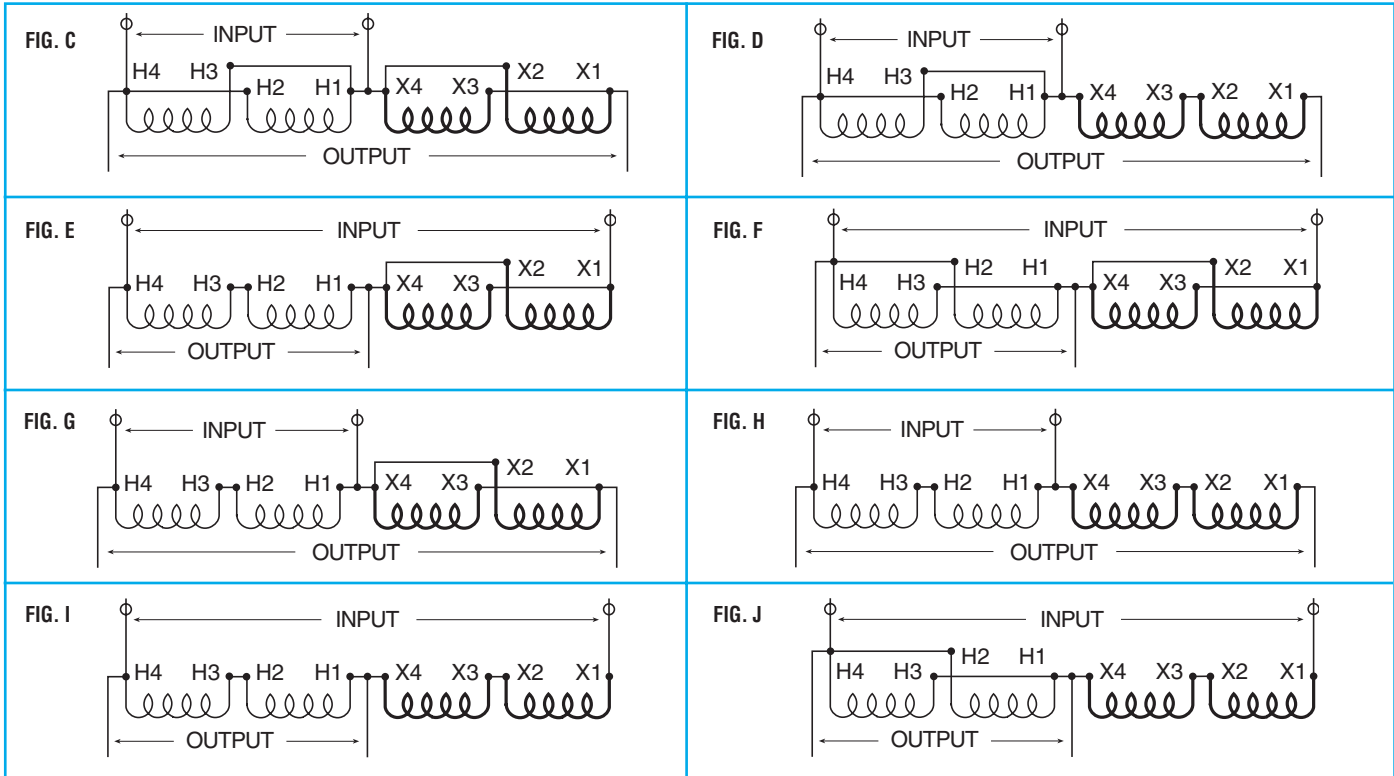 FIG. C
INPUT
H4 H3 H2 H1 X4 X3 X2 X1
OUTPUT
FIG. D
INPUT
H4 H3 H2 H1 X4 X3 X2 X1
OUTPUT
FIG. E
INPUT
H4 H3 H2 H1 X4 X3 X2 X1
OUTPUT
FIG. F
INPUT
H4 H3 H2 H1 X4 X3 X2 X1
OUTPUT
FIG. G
INPUT
H4 H3 H2 H1 X4 X3 X2 X1
OUTPUT
FIG. H
INPUT
H4 H3 H2 H1 X4 X3 X2 X1
OUTPUT
FIG. I
INPUT
H4 H3 H2 H1 X4 X3 X2 X1
OUTPUT
FIG. J
INPUT
H4 H3 H2 H1 X4 X3 X2 X1
OUTPUT